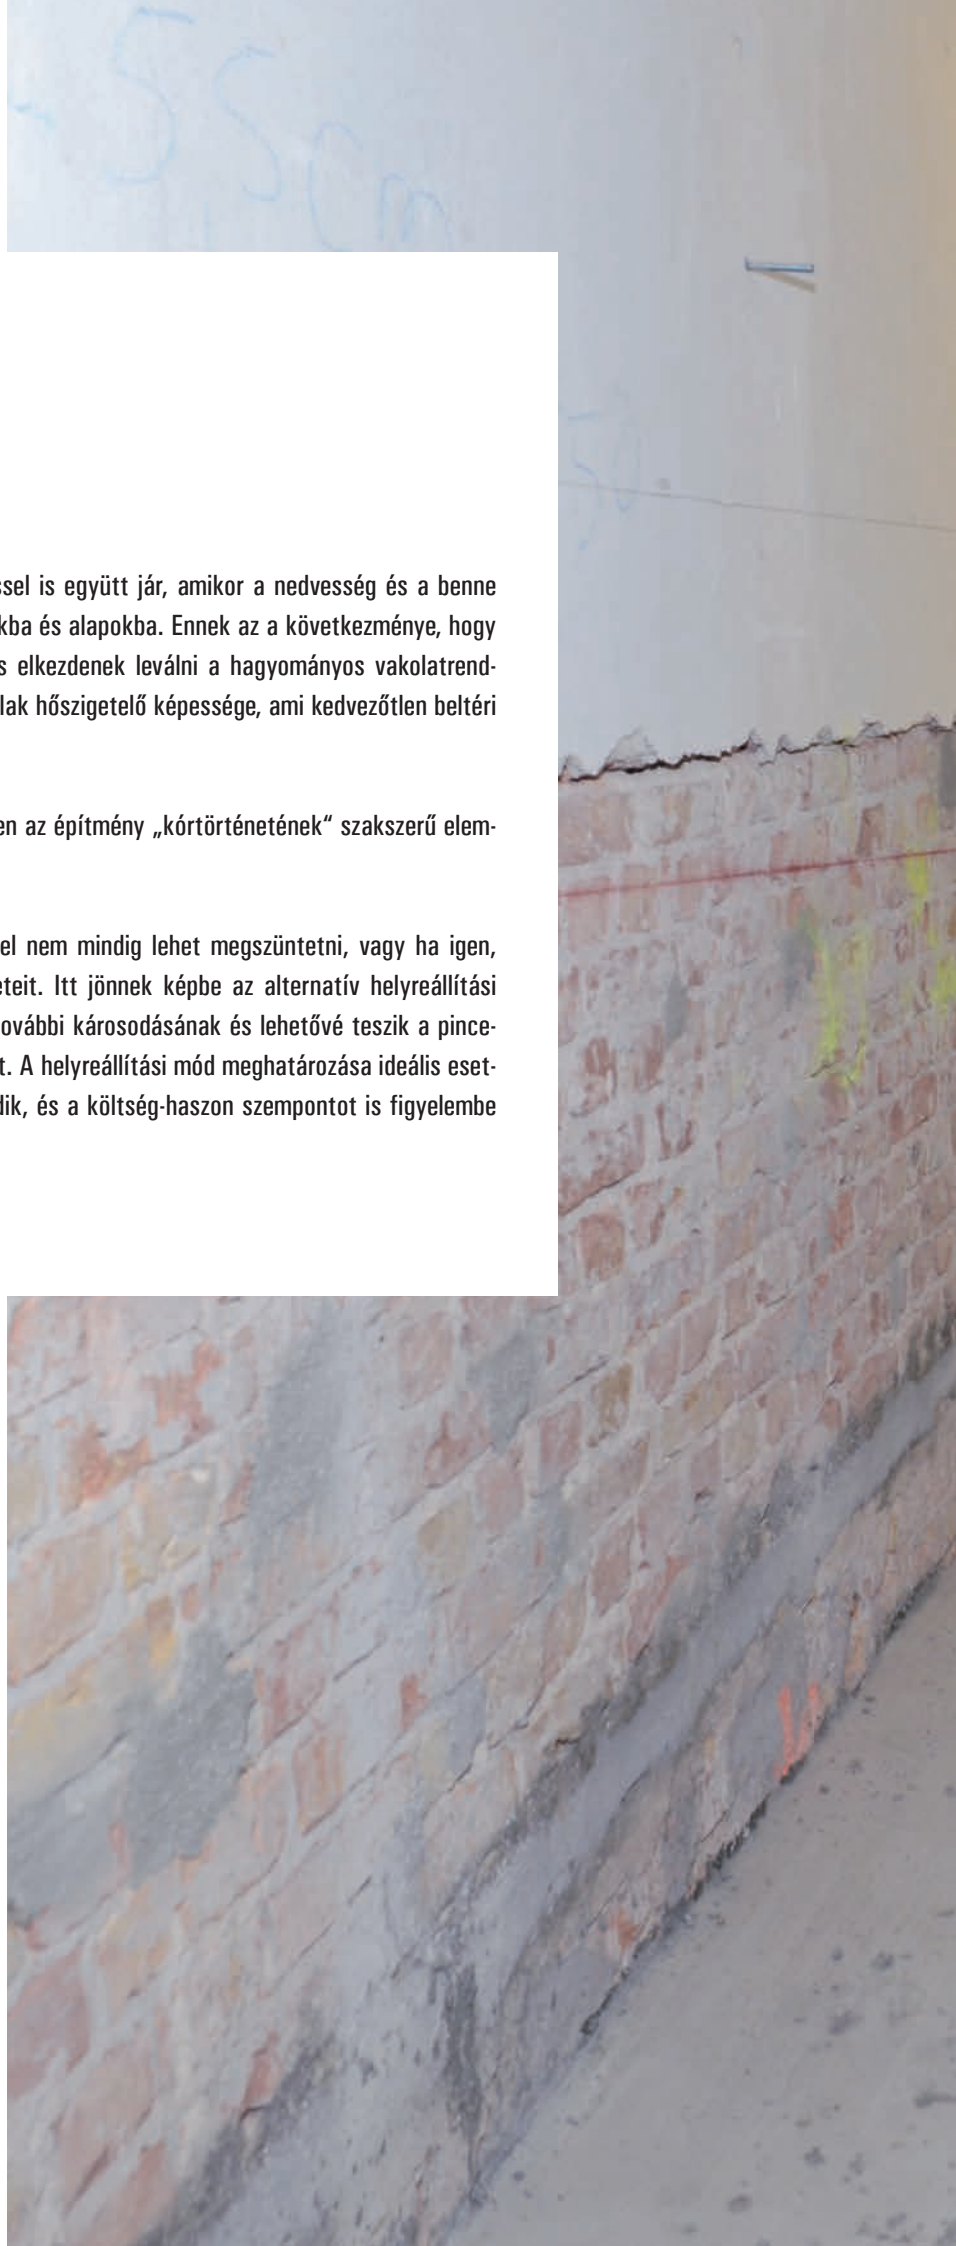 - 55cm
50
ssel is együtt jár, amikor a nedvesség és a benne
kba és alapokba. Ennek az a következménye, hogy
s elkezdenek leválni a hagyományos vakolatrend-
lak hőszigetelő képessége, ami kedvezőtlen beltéri
en az építmény „kórtörténetének“ szakszerű elem-
el nem mindig lehet megszüntetni, vagy ha igen,
eteit. Itt jönnek képbe az alternatív helyreállítási
ovábbi károsodásának és lehetővé teszik a pince-
t. A helyreállítási mód meghatározása ideális eset-
dik, és a költség-haszon szempontot is figyelembe